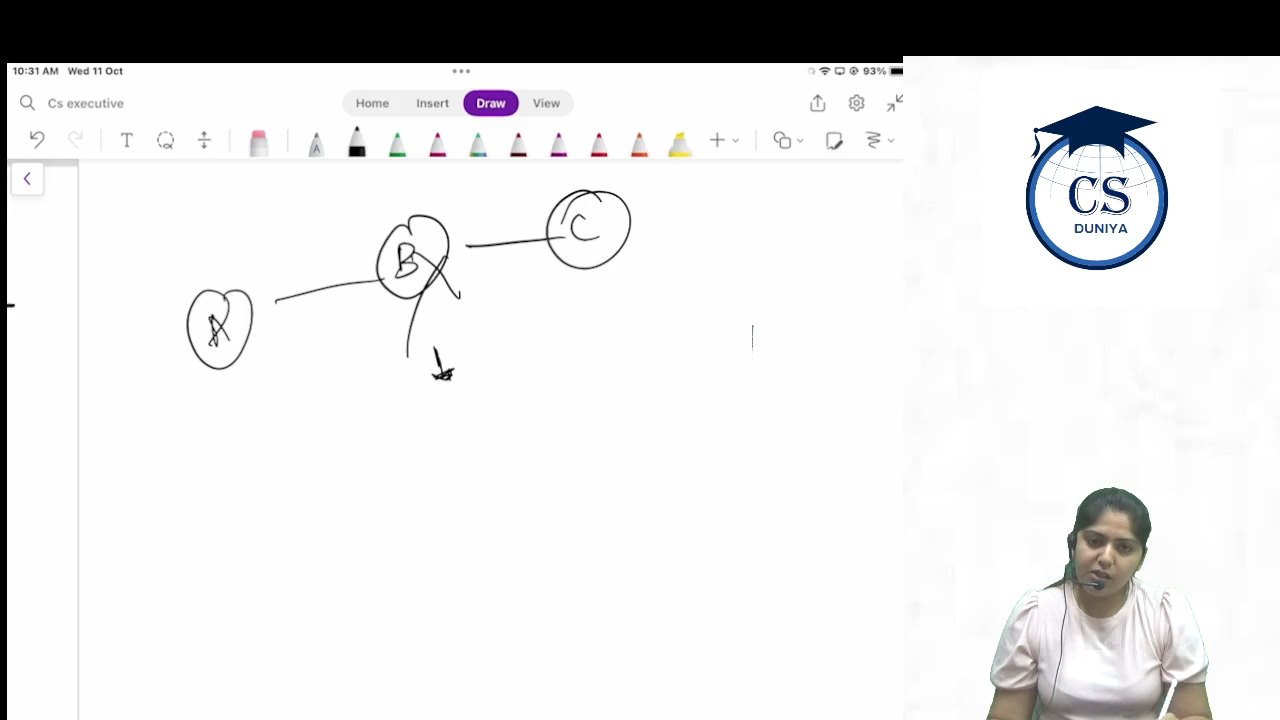 10:31 AM Wed 11 Oct
93%
Cs executive
Home Insert Draw View
T
A
CS
DUNIYA
C
B
A